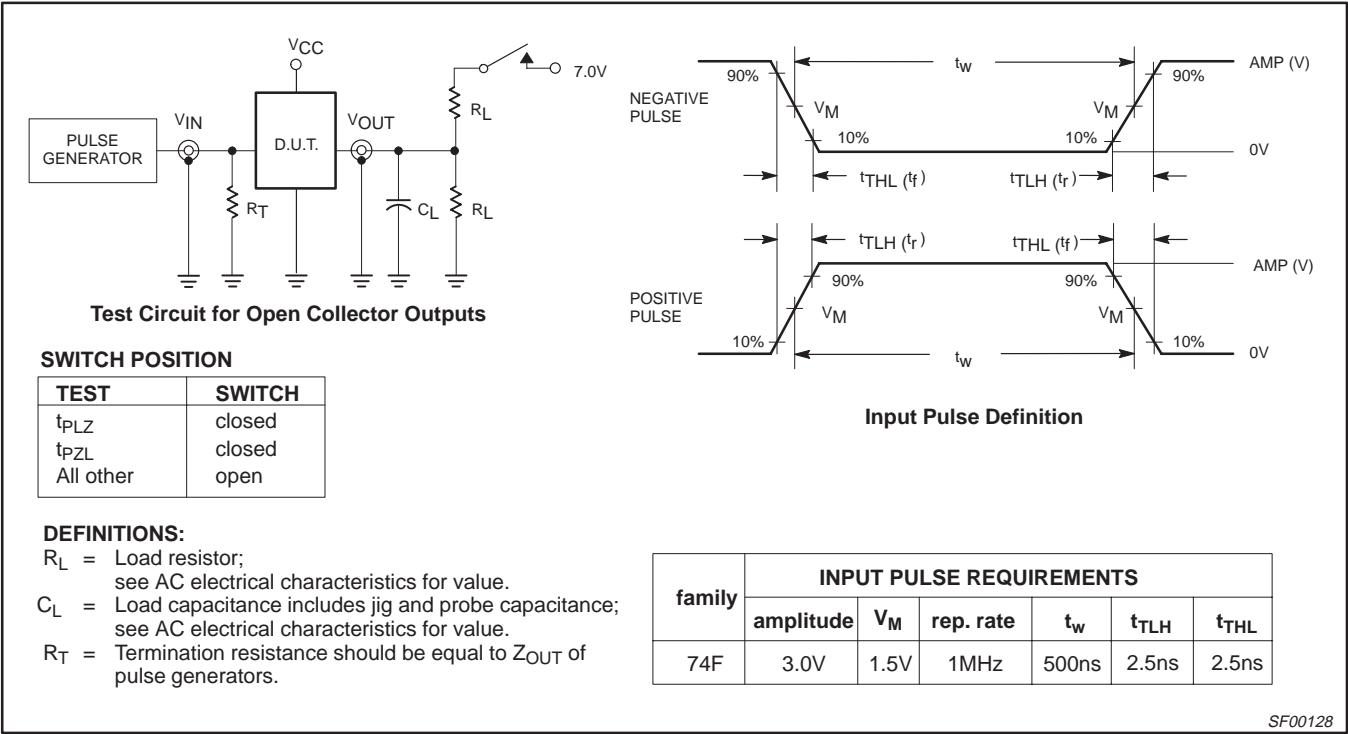 VCC
7.0V
RL
VIN
VOUT
PULSE
GENERATOR
D.U.T.
RT
CL
RL
Test Circuit for Open Collector Outputs
NEGATIVE
PULSE
90%
tw
90%
AMP (V)
VM
VM
10%
10%
0V
tTHL (tf)
tTLH (tr)
tTLH (tr)
tTHL (tf)
AMP (V)
90%
90%
POSITIVE
PULSE
VM
VM
10%
10%
tw
0V
Input Pulse Definition
SWITCH POSITION
TEST SWITCH
tPLZ closed
tPZL closed
All other open
DEFINITIONS:
RL = Load resistor;
see AC electrical characteristics for value.
CL = Load capacitance includes jig and probe capacitance;
see AC electrical characteristics for value.
RT = Termination resistance should be equal to ZOUT of
pulse generators.
family INPUT PULSE REQUIREMENTS
amplitude VM rep. rate tw tTLH tTHL
74F 3.0V 1.5V 1MHz 500ns 2.5ns 2.5ns
SF00128